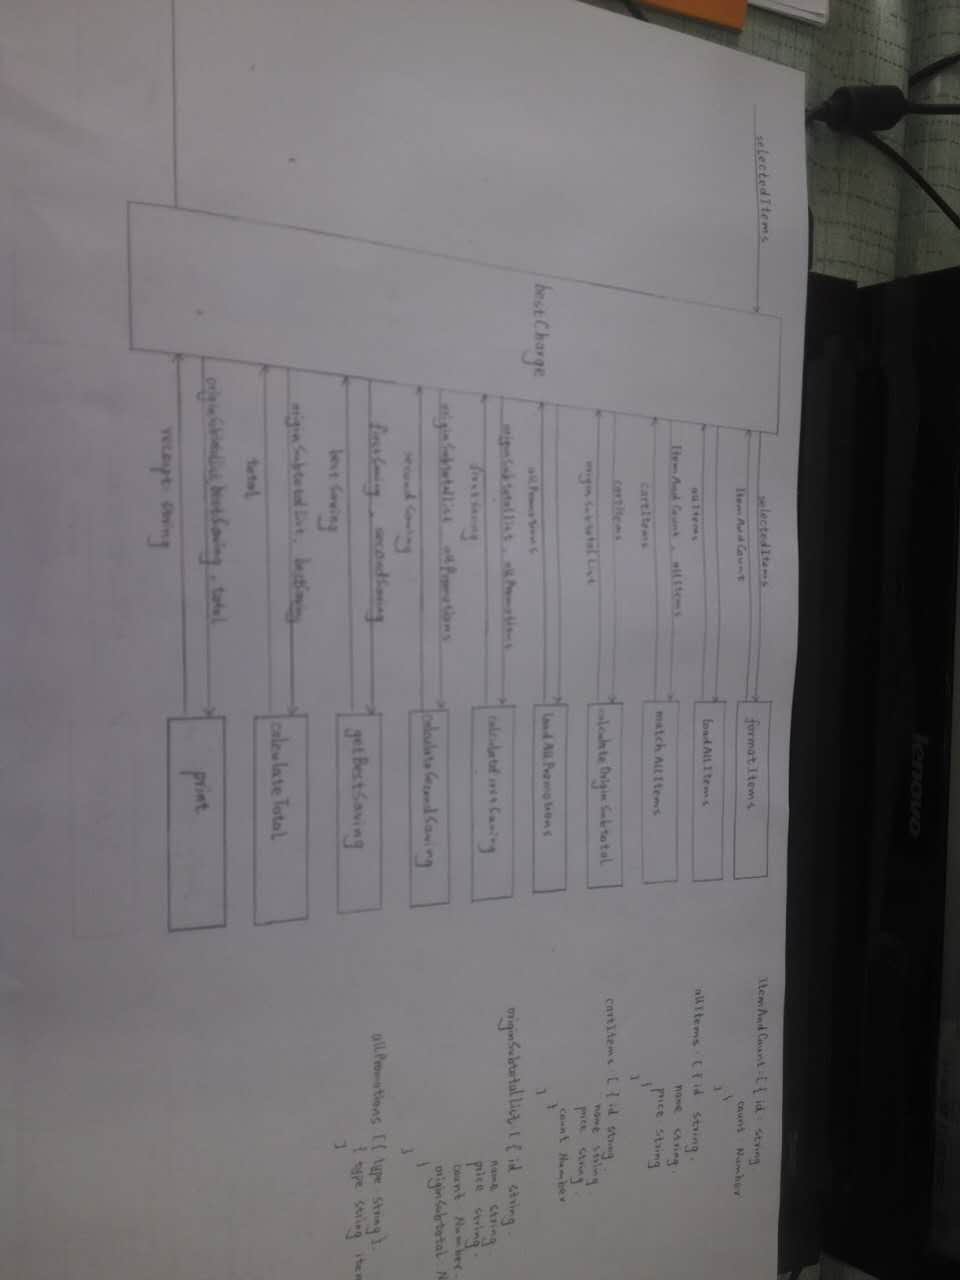 selectedItems
bestCharge
selectedItems
ItemAndCount
allItems
ItemAndCount, allItems
cartItems
cartItems
originSubtotalList
allPromotions
originSubtotalList, allPromotions
firstSaving
originSubtotalList, allPromotions
secondSaving
firstSaving, secondSaving
bestSaving
originSubtotalList, bestSaving
total
originSubtotalList, bestSaving, total
receipt: string
formatItems
loadAllItems
matchAllItems
calculateOriginSubtotal
loadAllPromotions
calculateFirstSaving
calculateSecondSaving
getBestSaving
calculateTotal
print
ItemAndCount: [ { id: string
count Number
}
]
allItems: [ { id string,
name string,
price string
}
]
cartItems: [ { id string
name string
price string,
count Number
}
]
originSubtotalList [ { id string,
name string,
price string,
count Number,
originSubtotal N
}
]
allPromotions [{ type string },
{ type string item
]
lenovo